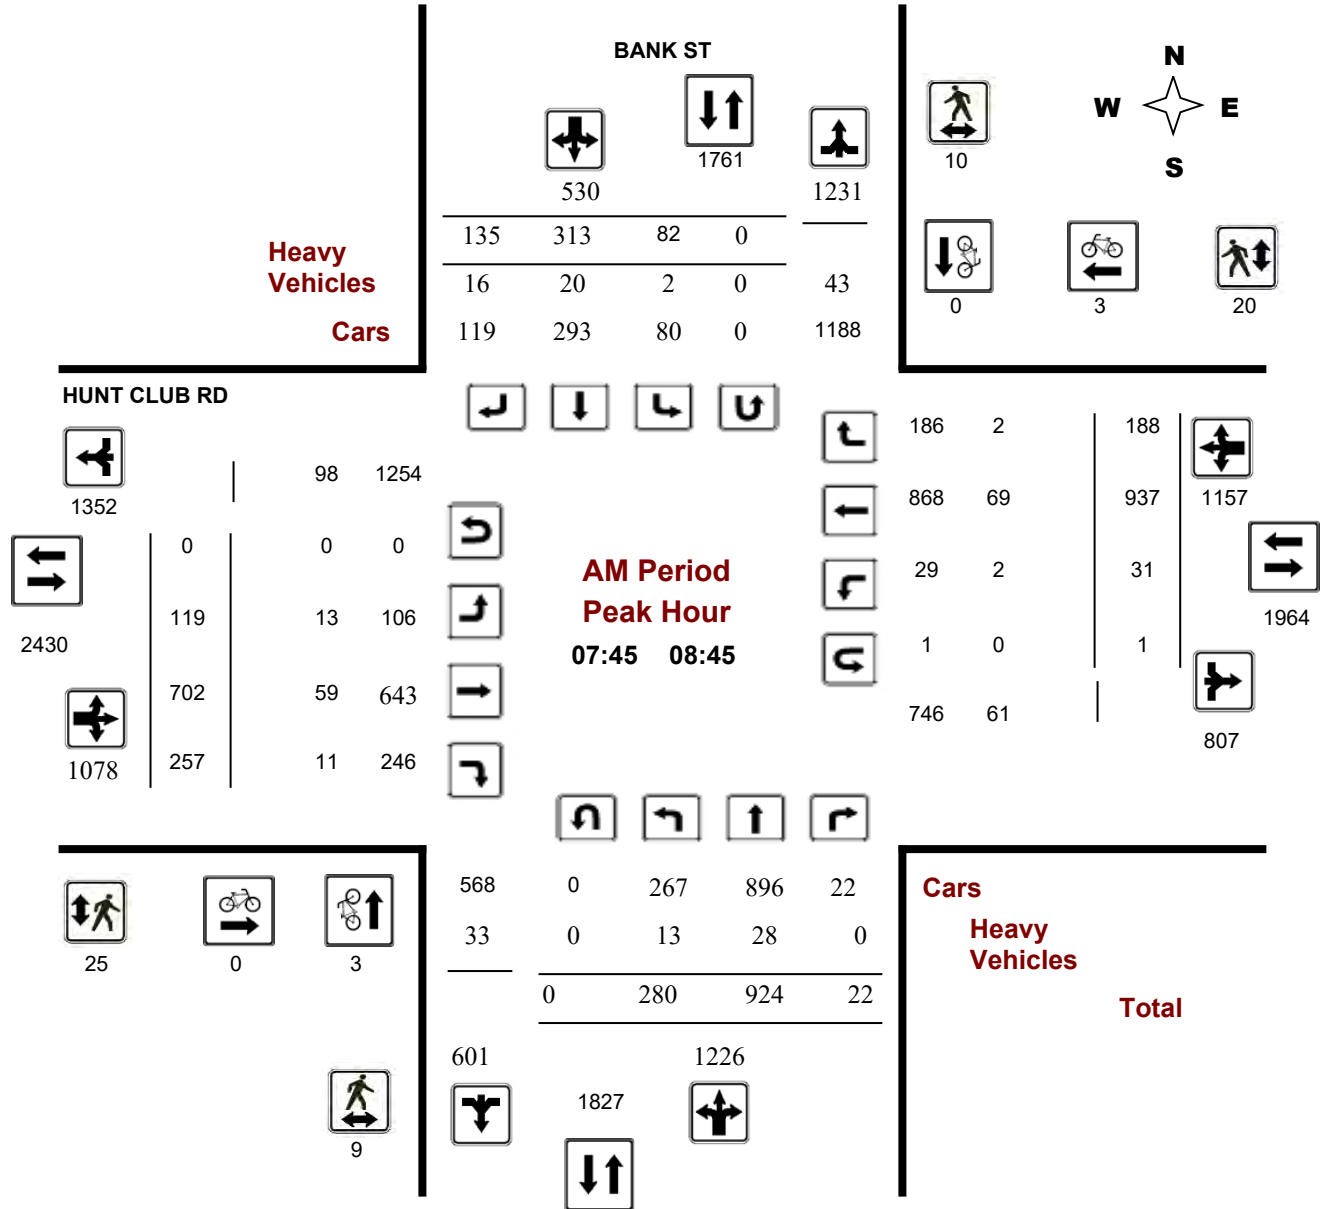 BANK ST
N
W E
S
1761
10
530
1231
135 313 82 0
Heavy
Vehicles
16 20 2 0 43
0 3 20
Cars
119 293 80 0 1188
HUNT CLUB RD
186 2 188
98 1254
1352
868 69 937 1157
0 0 0
AM Period
29 2 31
Peak Hour
119 13 106
1964
2430
07:45 08:45
1 0 1
702 59 643
746 61
807
1078 257 11 246
568 0 267 896 22
Cars
33 0 13 28 0
Heavy
Vehicles
25 0 3
0 280 924 22
Total
601 1226
1827
9